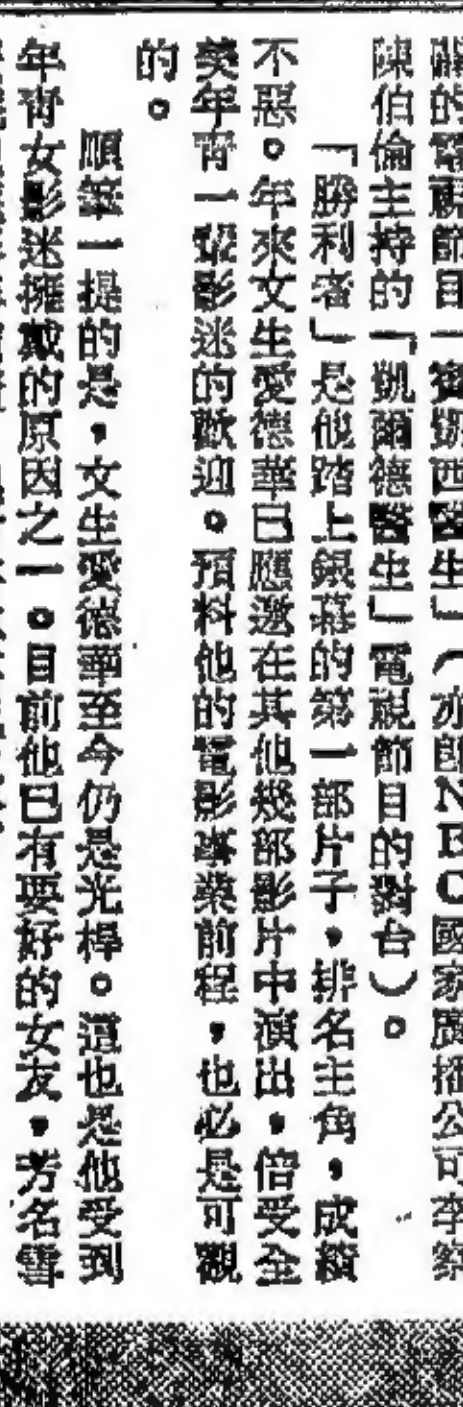 的電視節目「賓凱西醫生」(亦卽NBC國家廣播公司李察
陳伯倫主持的「凱爾德醫生」電視節目的對台)。
「勝利者」是他踏上銀幕的第一部片子,排名主角,成績
不惡。年來文生愛德華已應邀在其他幾部影片中演出,倍受全
美年青一輩影迷的歡迎。預料他的電影事業前程,也必是可觀
的。
順筆一提的是,文生愛德華至今仍是光桿。這也是他受到
年青女影迷擁戴的原因之一。目前他已有要好的女友,芳名雪